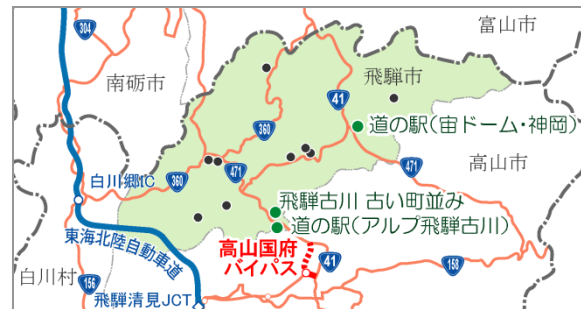 304
富山市
南砺市
飛騨市
41
道の駅(宙ドーム・神岡)
360
471
高山市
471
白川郷IC
360
飛騨古川 古い町並み
道の駅(アルプ飛騨古川)
東海北陸自動車道
高山国府
バイパス
白川村
156
41
158
飛騨清見JCT